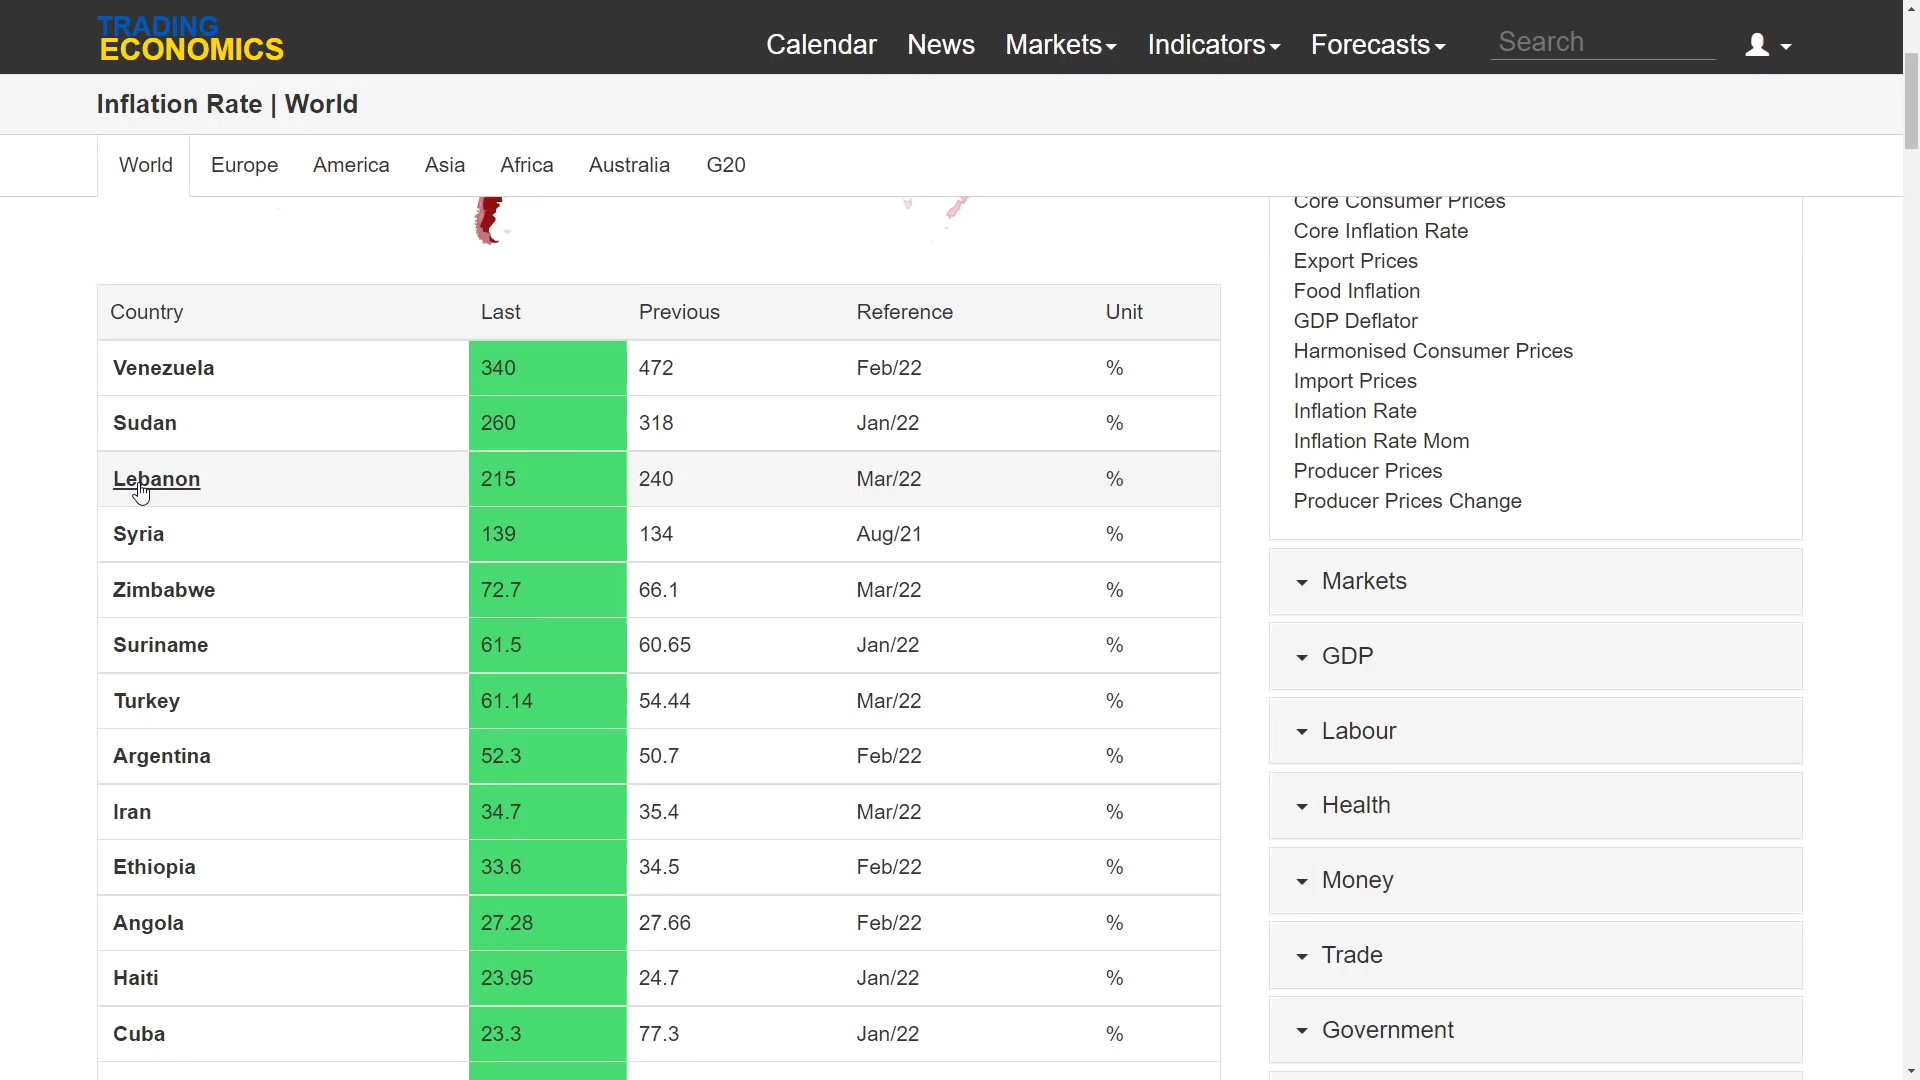 TRADING
ECONOMICS
Calendar News Markets Indicators Forecasts Search
Inflation Rate | World
World Europe America Asia Africa Australia G20
Country Last Previous Reference Unit
Venezuela 340 472 Feb/22 %
Sudan 260 318 Jan/22 %
Lebanon 215 240 Mar/22 %
Syria 139 134 Aug/21 %
Zimbabwe 72.7 66.1 Mar/22 %
Suriname 61.5 60.65 Jan/22 %
Turkey 61.14 54.44 Mar/22 %
Argentina 52.3 50.7 Feb/22 %
Iran 34.7 35.4 Mar/22 %
Ethiopia 33.6 34.5 Feb/22 %
Angola 27.28 27.66 Feb/22 %
Haiti 23.95 24.7 Jan/22 %
Cuba 23.3 77.3 Jan/22 %
Core Consumer Prices
Core Inflation Rate
Export Prices
Food Inflation
GDP Deflator
Harmonised Consumer Prices
Import Prices
Inflation Rate
Inflation Rate Mom
Producer Prices
Producer Prices Change
Markets
GDP
Labour
Health
Money
Trade
Government